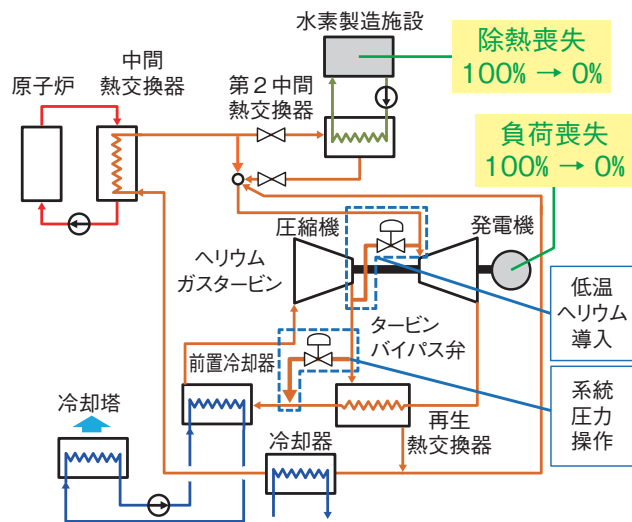 水素製造施設
除熱喪失
100% → 0%
中間
熱交換器
原子炉
第2中間
熱交換器
負荷喪失
100% → 0%
圧縮機
発電機
ヘリウム
ガスタービン
低温
ヘリウム
導入
タービン
バイパス弁
前置冷却器
系統
圧力
操作
冷却塔
再生
熱交換器
冷却器